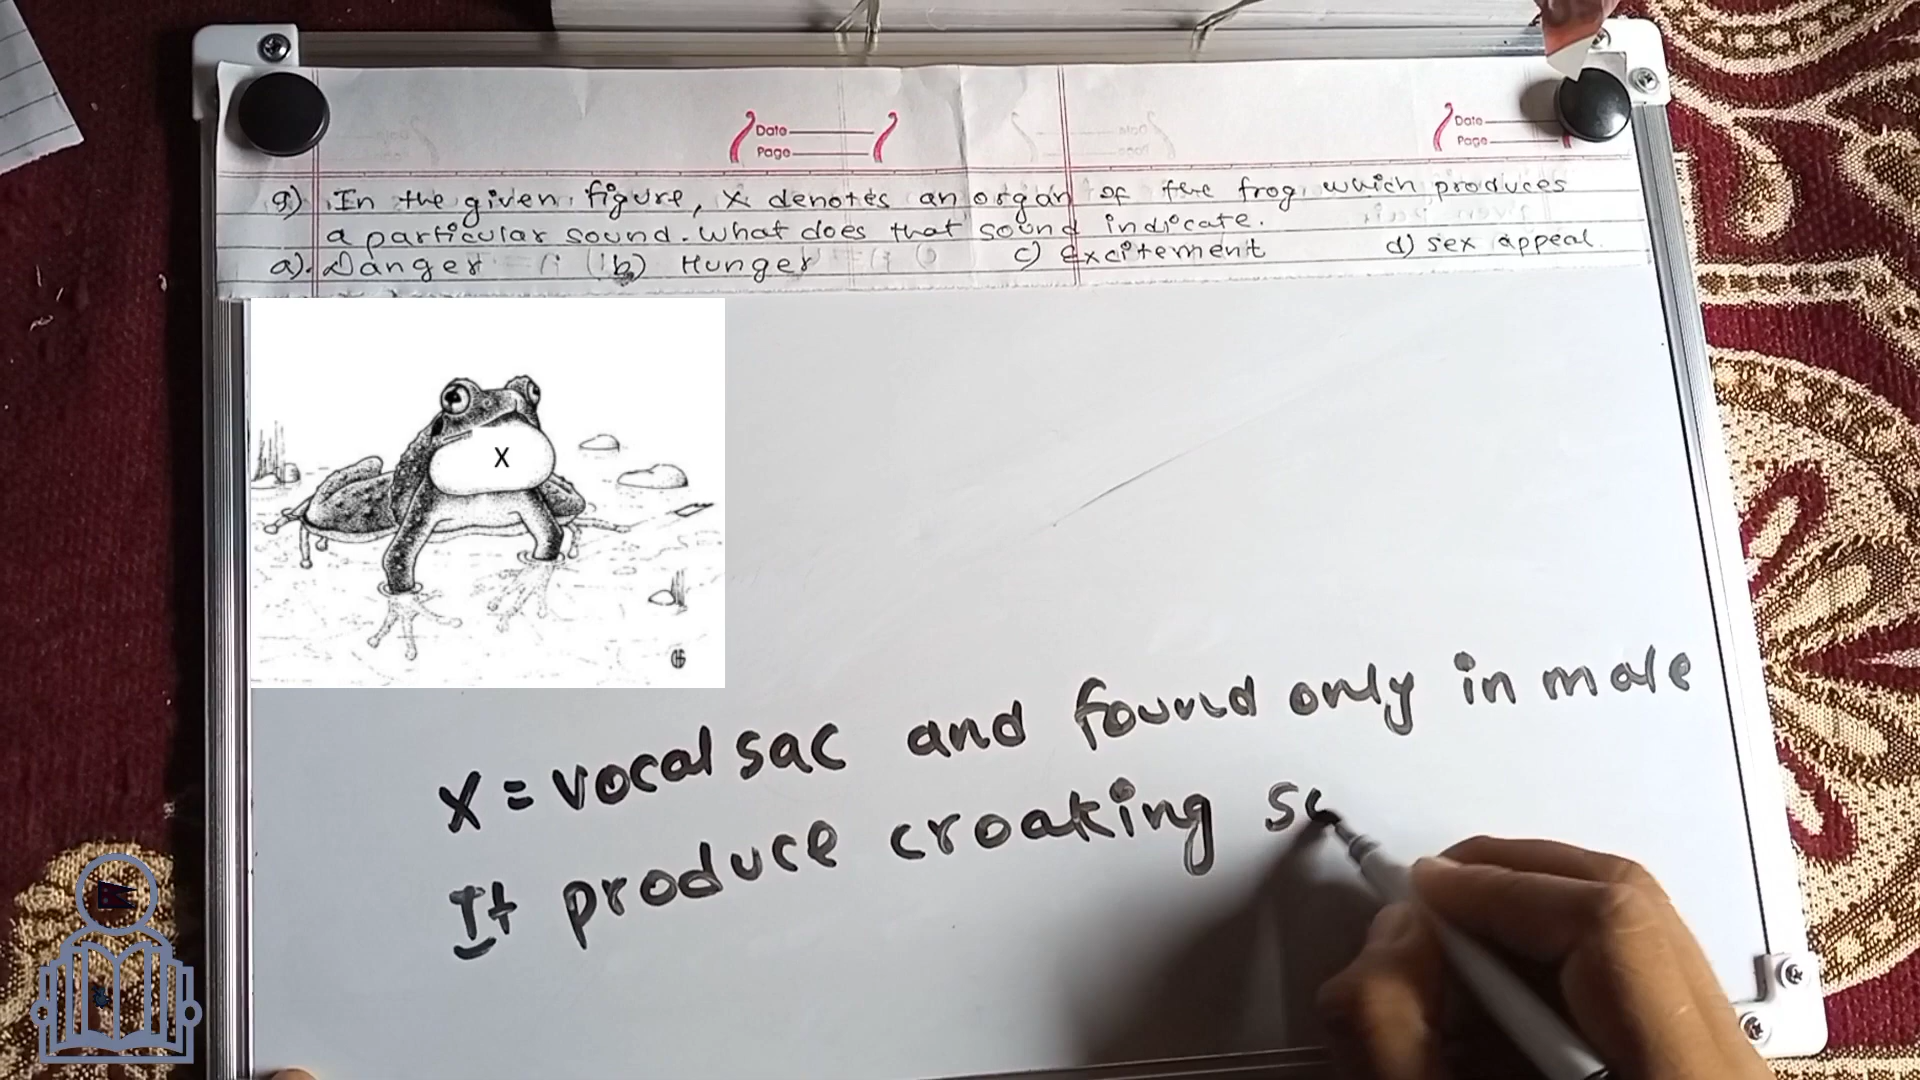 Date
Page
Date
Page
g) In the given figure, X denotes an organ of the frog which produces
a particular sound. What does that sound indicate.
a). Danger b) Hunger c) Excitement d) sex appeal
X
X = vocal sac and found only in male
It produce croaking so